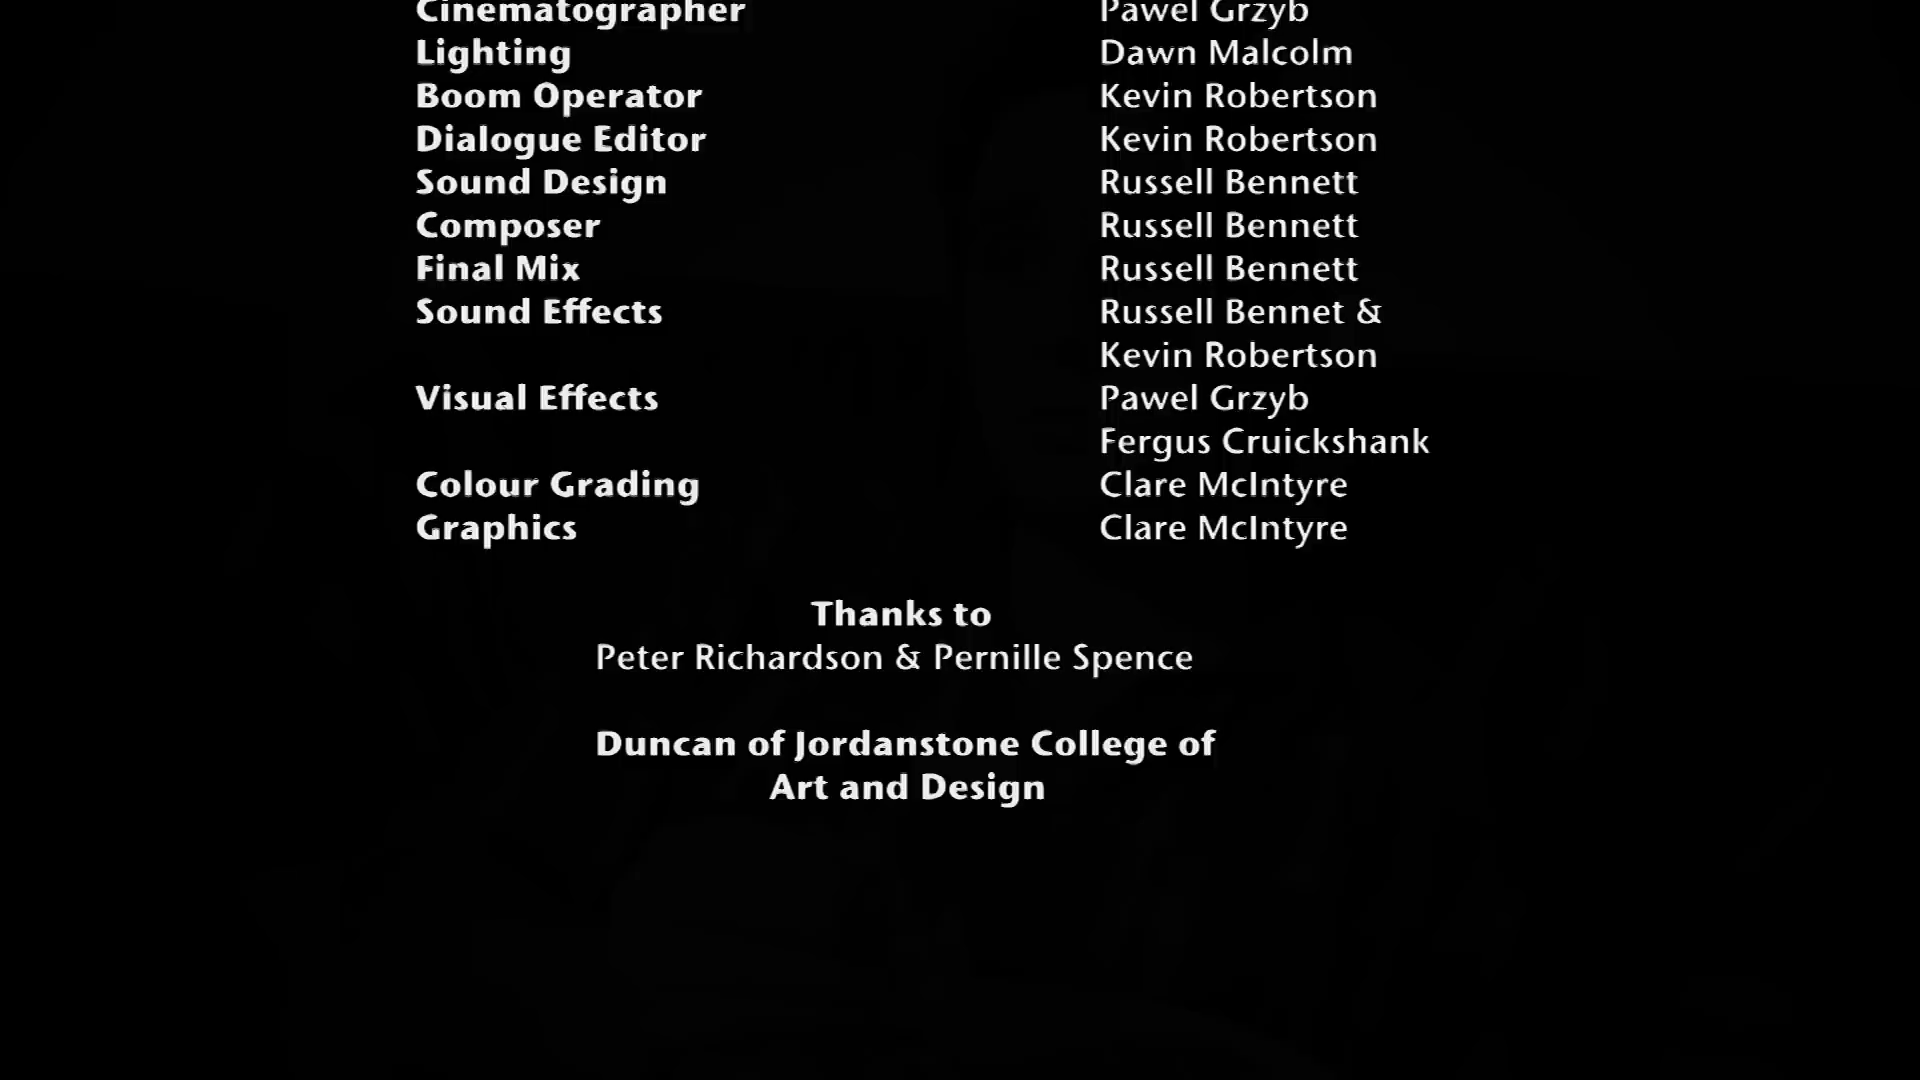 Cinematographer Pawel Grzyb
Lighting Dawn Malcolm
Boom Operator Kevin Robertson
Dialogue Editor Kevin Robertson
Sound Design Russell Bennett
Composer Russell Bennett
Final Mix Russell Bennett
Sound Effects Russell Bennet &
Kevin Robertson
Visual Effects Pawel Grzyb
Fergus Cruickshank
Colour Grading Clare McIntyre
Graphics Clare McIntyre
Thanks to
Peter Richardson & Pernille Spence
Duncan of Jordanstone College of
Art and Design